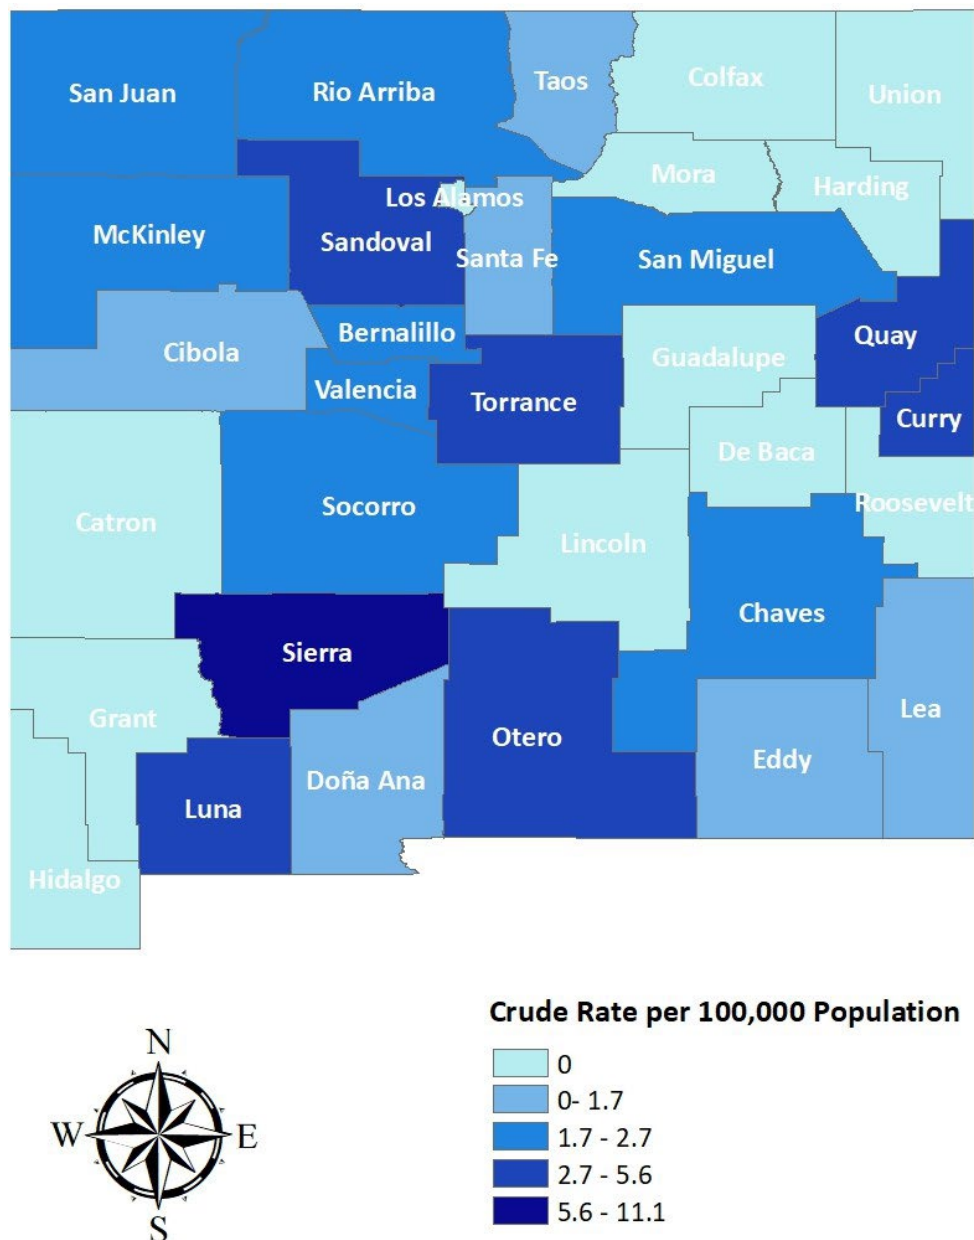 San Juan
Rio Arriba
Taos
Colfax
Union
Mora
Harding
Los Alamos
McKinley
Sandoval
Santa Fe
San Miguel
Bernalillo
Quay
Cibola
Guadalupe
Valencia
Torrance
Curry
De Baca
Catron
Socorro
Roosevelt
Lincoln
Chaves
Sierra
Grant
Lea
Otero
Eddy
Doña Ana
Luna
Hidalgo
Crude Rate per 100,000 Population
0
0- 1.7
1.7 - 2.7
2.7 - 5.6
5.6 - 11.1
N
W E
S